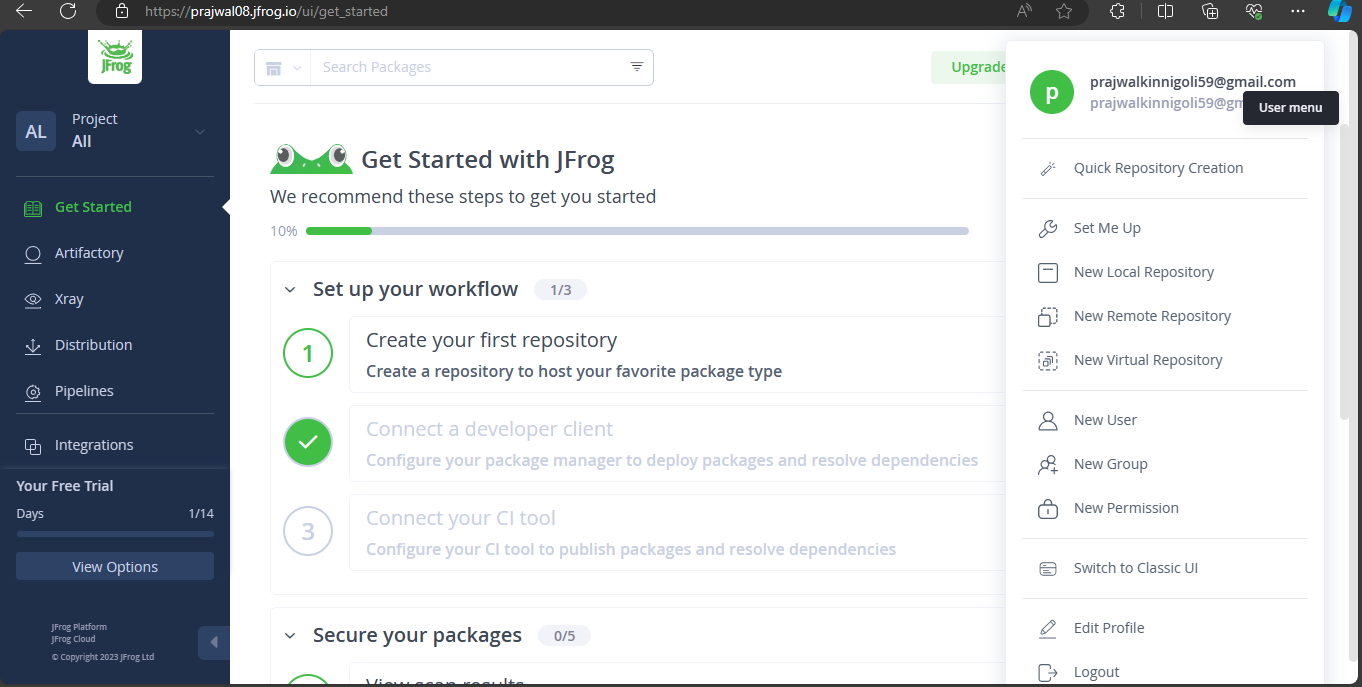 https://prajwal08.jfrog.io/ui/get_started
JFrog
AL
Project
All
Get Started
Artifactory
Xray
Distribution
Pipelines
Integrations
Your Free Trial
Days 1/14
View Options
JFrog Platform
JFrog Cloud
© Copyright 2023 JFrog Ltd
Search Packages
Upgrade
Get Started with JFrog
We recommend these steps to get you started
10%
Set up your workflow 1/3
1
Create your first repository
Create a repository to host your favorite package type
Connect a developer client
Configure your package manager to deploy packages and resolve dependencies
3
Connect your CI tool
Configure your CI tool to publish packages and resolve dependencies
Secure your packages 0/5
View scan results
p
prajwalkinnigoli59@gmail.com
prajwalkinnigoli59@gm
User menu
Quick Repository Creation
Set Me Up
New Local Repository
New Remote Repository
New Virtual Repository
New User
New Group
New Permission
Switch to Classic UI
Edit Profile
Logout